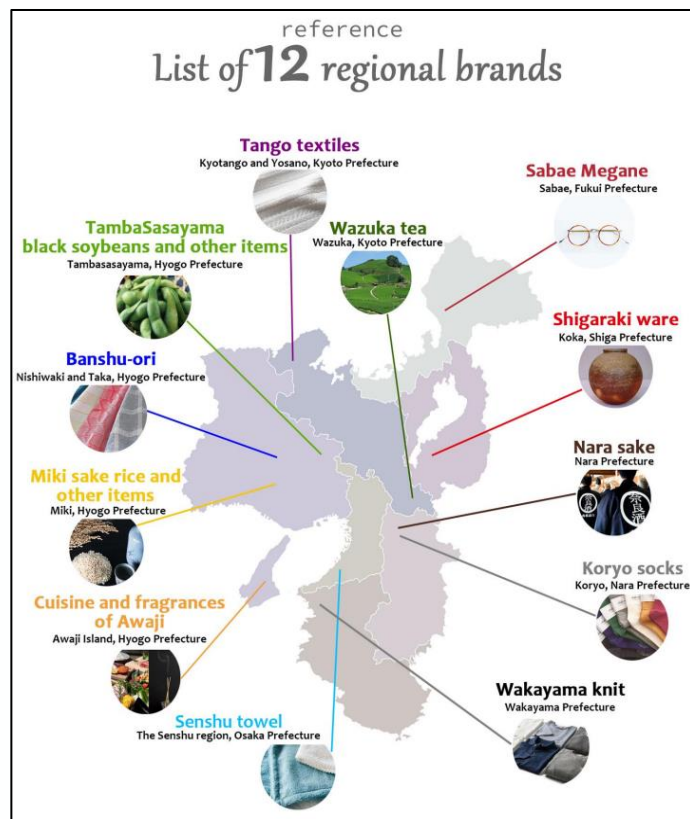 reference
List of 12 regional brands
Tango textiles
Kyotango and Yosano, Kyoto Prefecture
Sabae Megane
Sabae, Fukui Prefecture
TambaSasayama
black soybeans and other items
Tambasasayama, Hyogo Prefecture
Wazuka tea
Wazuka, Kyoto Prefecture
Shigaraki ware
Koka, Shiga Prefecture
Banshu-ori
Nishiwaki and Taka, Hyogo Prefecture
Nara sake
Nara Prefecture
奈良酒
Miki sake rice and
other items
Miki, Hyogo Prefecture
Koryo socks
Koryo, Nara Prefecture
Cuisine and fragrances
of Awaji
Awaji Island, Hyogo Prefecture
Wakayama knit
Wakayama Prefecture
Senshu towel
The Senshu region, Osaka Prefecture